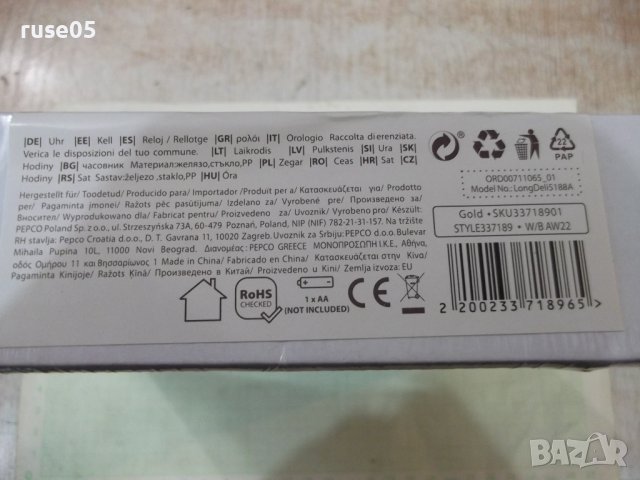 ruse05
|DE| Uhr |EE| Kell |ES| Reloj / Rellotge |GR| ρολόι |IT| Orologio Raccolta dierenziata.
Verica le disposizioni del tuo commune. |LT| Laikrodis |LV| Pulkstenis |SI| Ura |SK|
Hodiny |BG| часовник Материал:желязо,стъкло,PP |PL| Zegar |RO| Ceas |HR| Sat |CZ|
Hodiny |RS| Sat Sastav:željezo ,staklo,PP |HU| Óra
Hergestellt für/ Toodetud/ Producido para/ Importador /Produit per a/ Κατασκευάζεται για/ Prodotto
per/ Pagaminta įmonei/ Ražots pēc pasūtījuma/ Izdelano za/ Vyrobené pre/ Произведено за/
Вносител/ Wyprodukowano dla/ Fabricat pentru/ Proizvedeno za/ Uvoznik/ Vyrobeno pro/ Készült:
PEPCO Poland Sp. z o.o., ul. Strzeszyńska 73A, 60-479 Poznań, Poland, NIP (NIF) 782-21-31-157. Na tržište
RH stavlja: Pepco Croatia d.o.o., D. T. Gavrana 11, 10020 Zagreb. Uvoznik za Srbiju: PEPCO d.o.o. Bulevar
Mihaila Pupina 10L, 11000 Novi Beograd. Εισαγωγέας: PEPCO GREECE ΜΟΝΟΠΡΟΣΩΠΗ Ι.Κ.Ε., Αθήνα,
οδός Ομήρου 11 και Βησσαρίωνος 1 Made in China/ Fabricado en China/ Κατασκευάζεται στην Κίνα/
Pagaminta Kinijoje/ Ražots Ķīnā/ Произведено в Китай/ Proizvedeno u Kini/ Zemlja izvoza: EU
22
PAP
ORD00711065_01
Model No.: LongDeliS188A
Gold • SKU33718901
STYLE337189 • W/B.AW22
RoHS
CHECKED
1 x AA
(NOT INCLUDED)
CE
2 200233 718965 >
BAZAR.bg